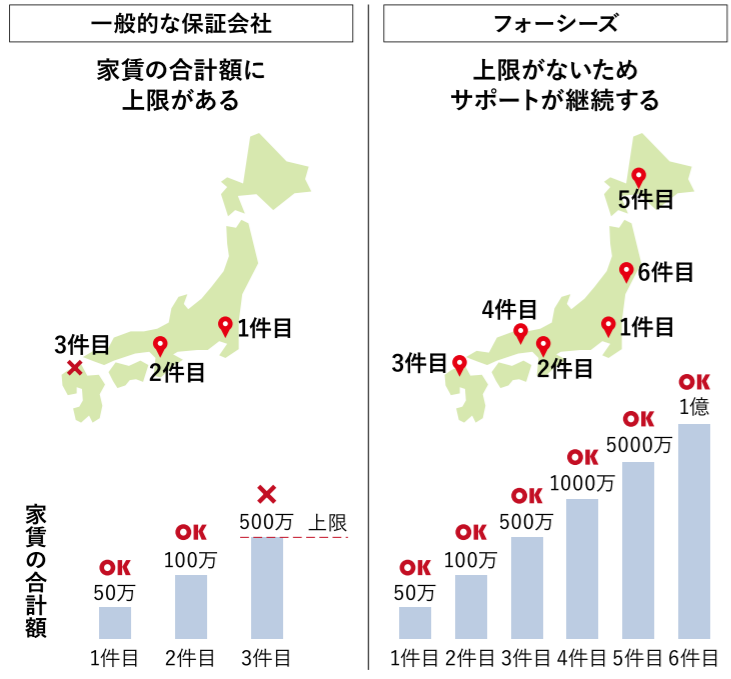 一般的な保証会社
家賃の合計額に
上限がある
1件目
3件目
2件目
家賃の合計額
500万 上限
OK
100万
OK
50万
1件目 2件目 3件目
フォーシーズ
上限がないため
サポートが継続する
5件目
6件目
4件目
1件目
3件目
2件目
OK
1億
OK
5000万
OK
1000万
OK
500万
OK
100万
OK
50万
1件目 2件目 3件目 4件目 5件目 6件目